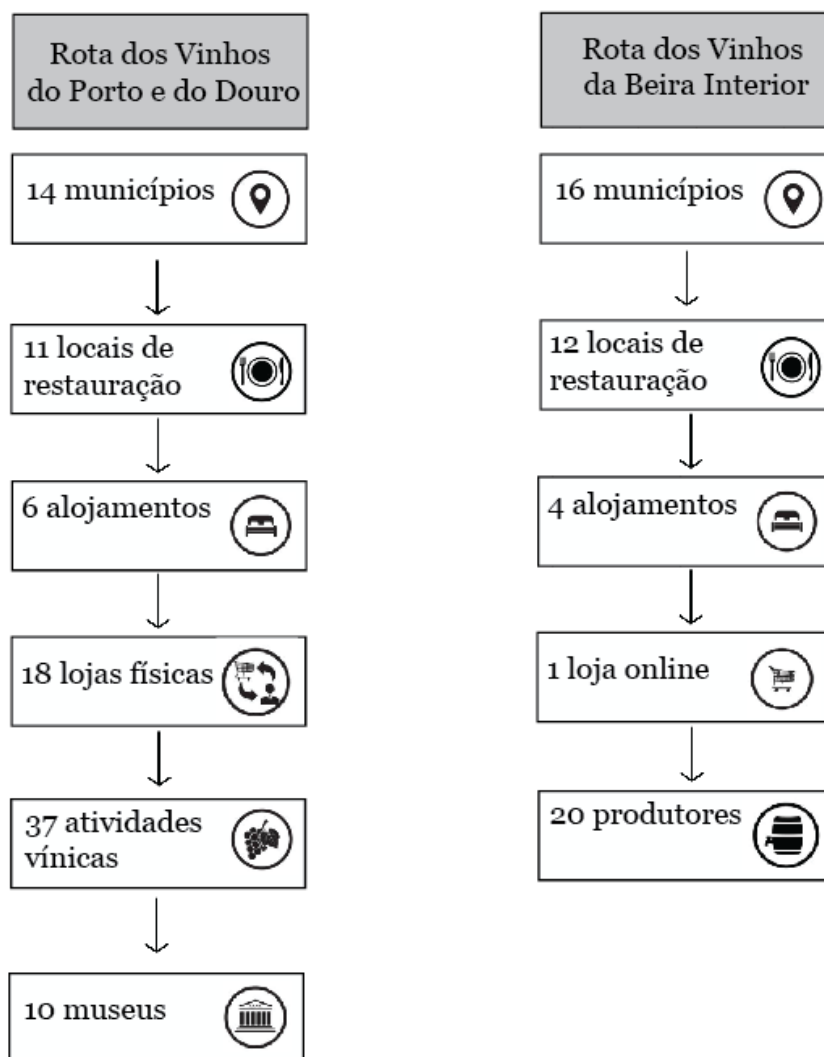 Rota dos Vinhos
do Porto e do Douro
14 municípios
11 locais de
restauração
6 alojamentos
18 lojas físicas
37 atividades
vínicas
10 museus
Rota dos Vinhos
da Beira Interior
16 municípios
12 locais de
restauração
4 alojamentos
1 loja online
20 produtores